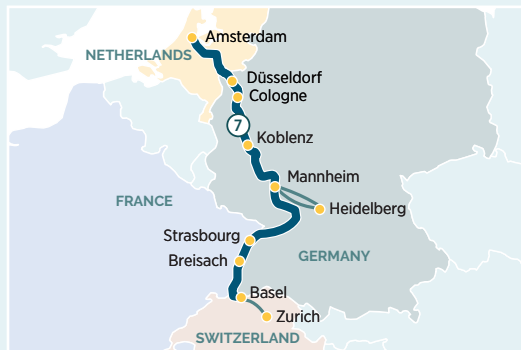 Amsterdam
NETHERLANDS
Düsseldorf
Cologne
7
Koblenz
Mannheim
FRANCE
Heidelberg
Strasbourg
GERMANY
Breisach
Basel
Zurich
SWITZERLAND